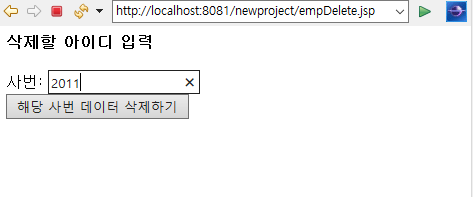 http://localhost:8081/newproject/empDelete.jsp
삭제할 아이디 입력
사번: 2011
해당 사번 데이터 삭제하기